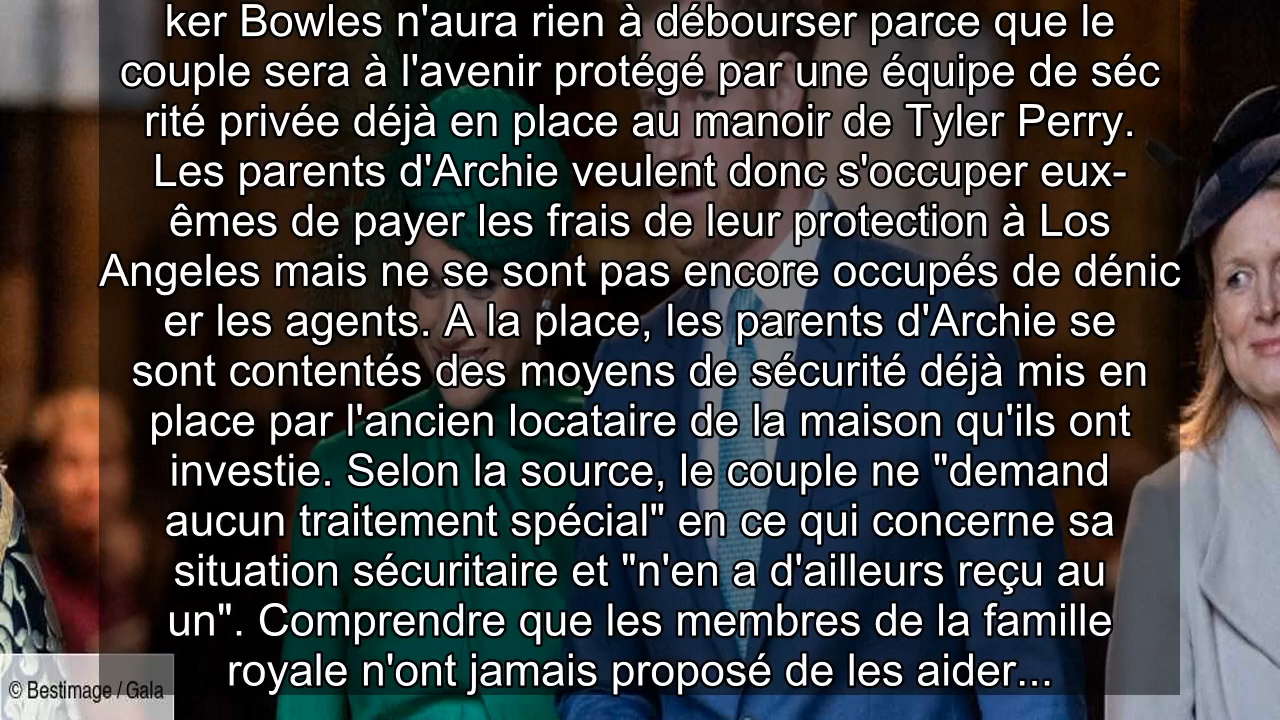 ker Bowles n'aura rien à débourser parce que le
couple sera à l'avenir protégé par une équipe de séc
rité privée déjà en place au manoir de Tyler Perry.
Les parents d'Archie veulent donc s'occuper eux-
êmes de payer les frais de leur protection à Los
Angeles mais ne se sont pas encore occupés de dénic
er les agents. A la place, les parents d'Archie se
sont contentés des moyens de sécurité déjà mis en
place par l'ancien locataire de la maison qu'ils ont
investie. Selon la source, le couple ne "demand
aucun traitement spécial" en ce qui concerne sa
situation sécuritaire et "n'en a d'ailleurs reçu au
un". Comprendre que les membres de la famille
royale n'ont jamais proposé de les aider...
© Bestimage / Gala